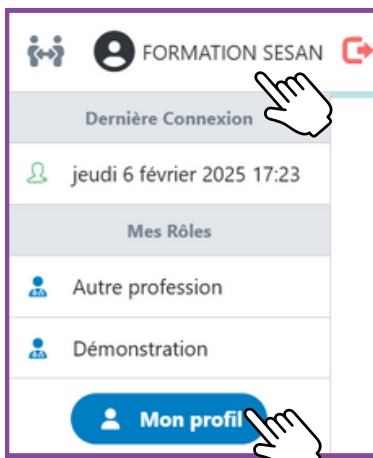 FORMATION SESAN
Dernière Connexion
jeudi 6 février 2025 17:23
Mes Rôles
Autre profession
Démonstration
Mon profil